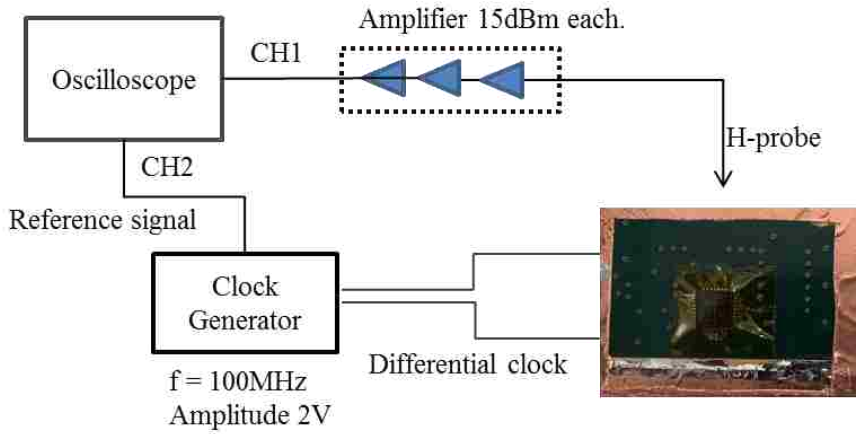 Amplifier 15dBm each.
CH1
Oscilloscope
H-probe
CH2
Reference signal
Clock
Generator
Differential clock
f = 100MHz
Amplitude 2V